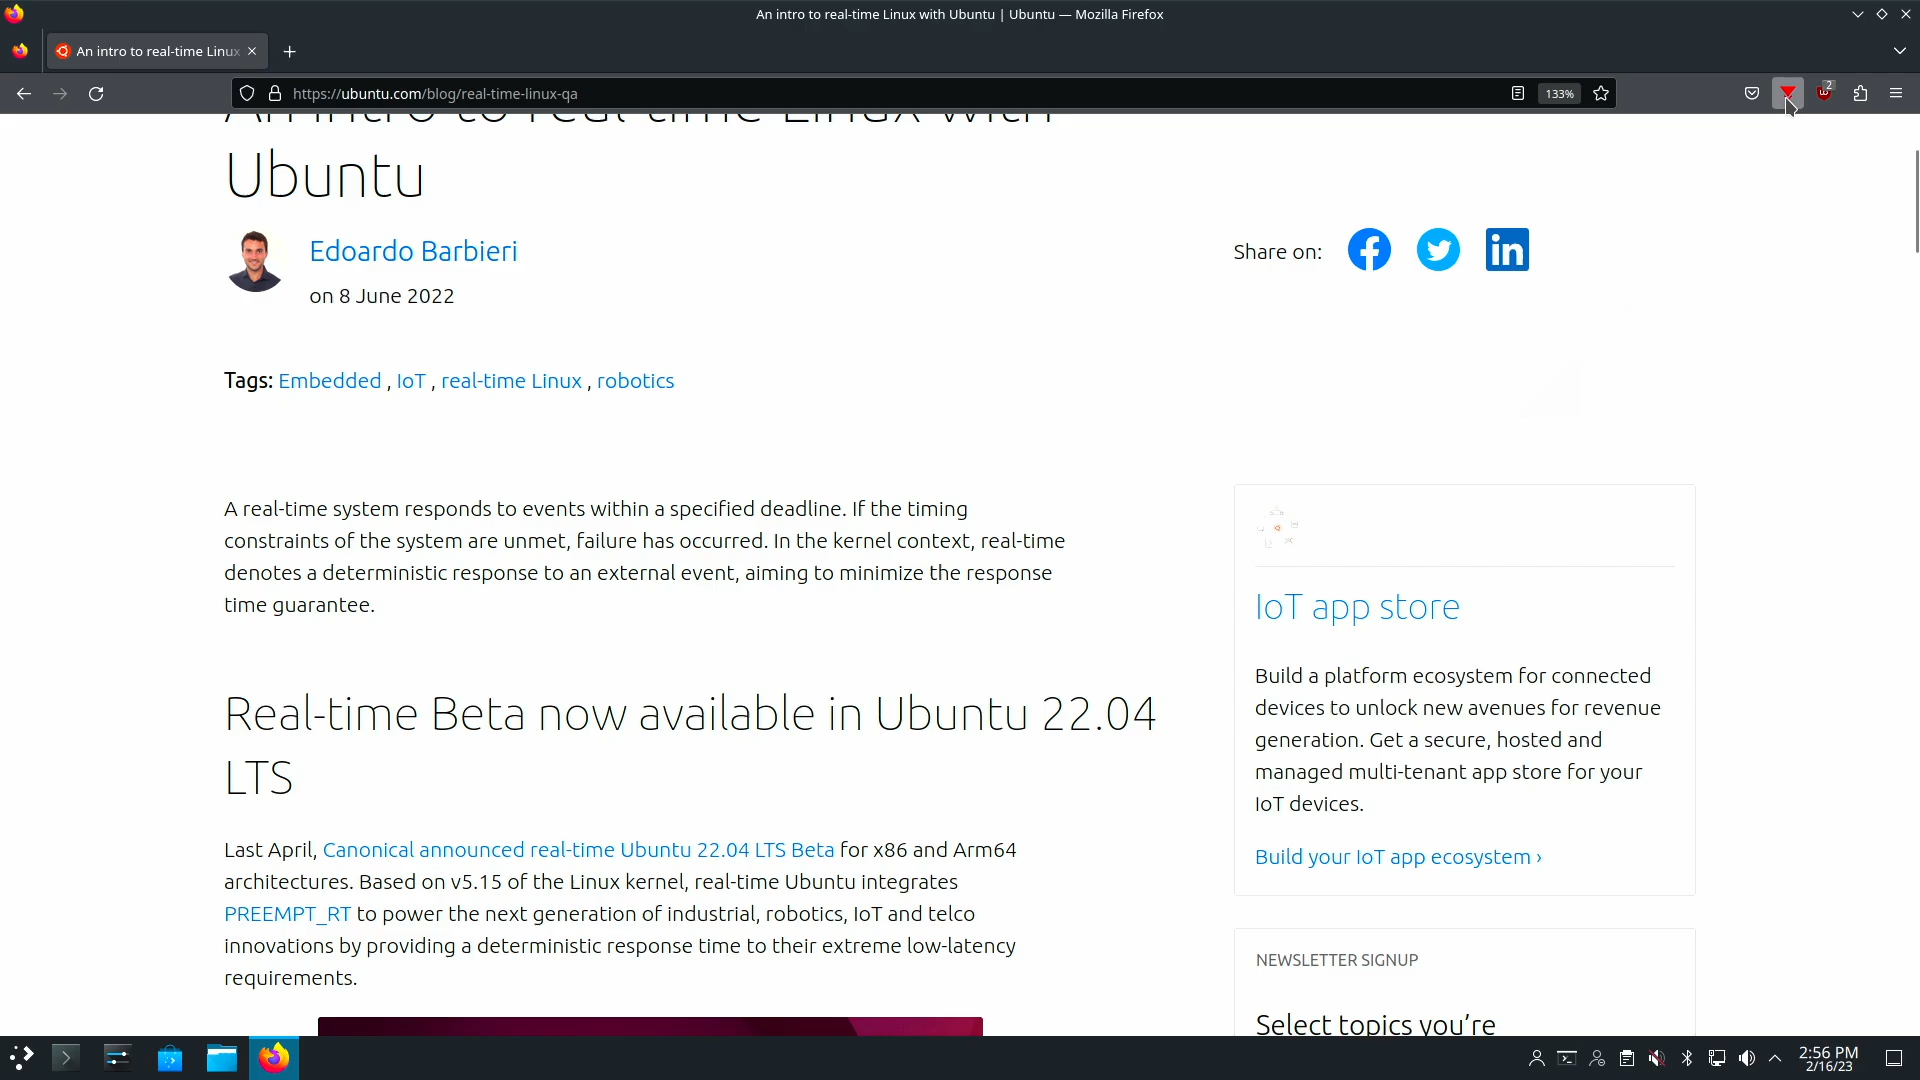 An intro to real-time Linux with Ubuntu | Ubuntu — Mozilla Firefox
An intro to real-time Linux
https://ubuntu.com/blog/real-time-linux-qa
133%
2
An intro to real-time Linux with
Ubuntu
Edoardo Barbieri
on 8 June 2022
Share on:
Tags: Embedded , IoT , real-time Linux , robotics
A real-time system responds to events within a specified deadline. If the timing
constraints of the system are unmet, failure has occurred. In the kernel context, real-time
denotes a deterministic response to an external event, aiming to minimize the response
time guarantee.
Real-time Beta now available in Ubuntu 22.04
LTS
Last April, Canonical announced real-time Ubuntu 22.04 LTS Beta for x86 and Arm64
architectures. Based on v5.15 of the Linux kernel, real-time Ubuntu integrates
PREEMPT_RT to power the next generation of industrial, robotics, IoT and telco
innovations by providing a deterministic response time to their extreme low-latency
requirements.
IoT app store
Build a platform ecosystem for connected
devices to unlock new avenues for revenue
generation. Get a secure, hosted and
managed multi-tenant app store for your
IoT devices.
Build your IoT app ecosystem ›
NEWSLETTER SIGNUP
Select topics you’re
2:56 PM
2/16/23